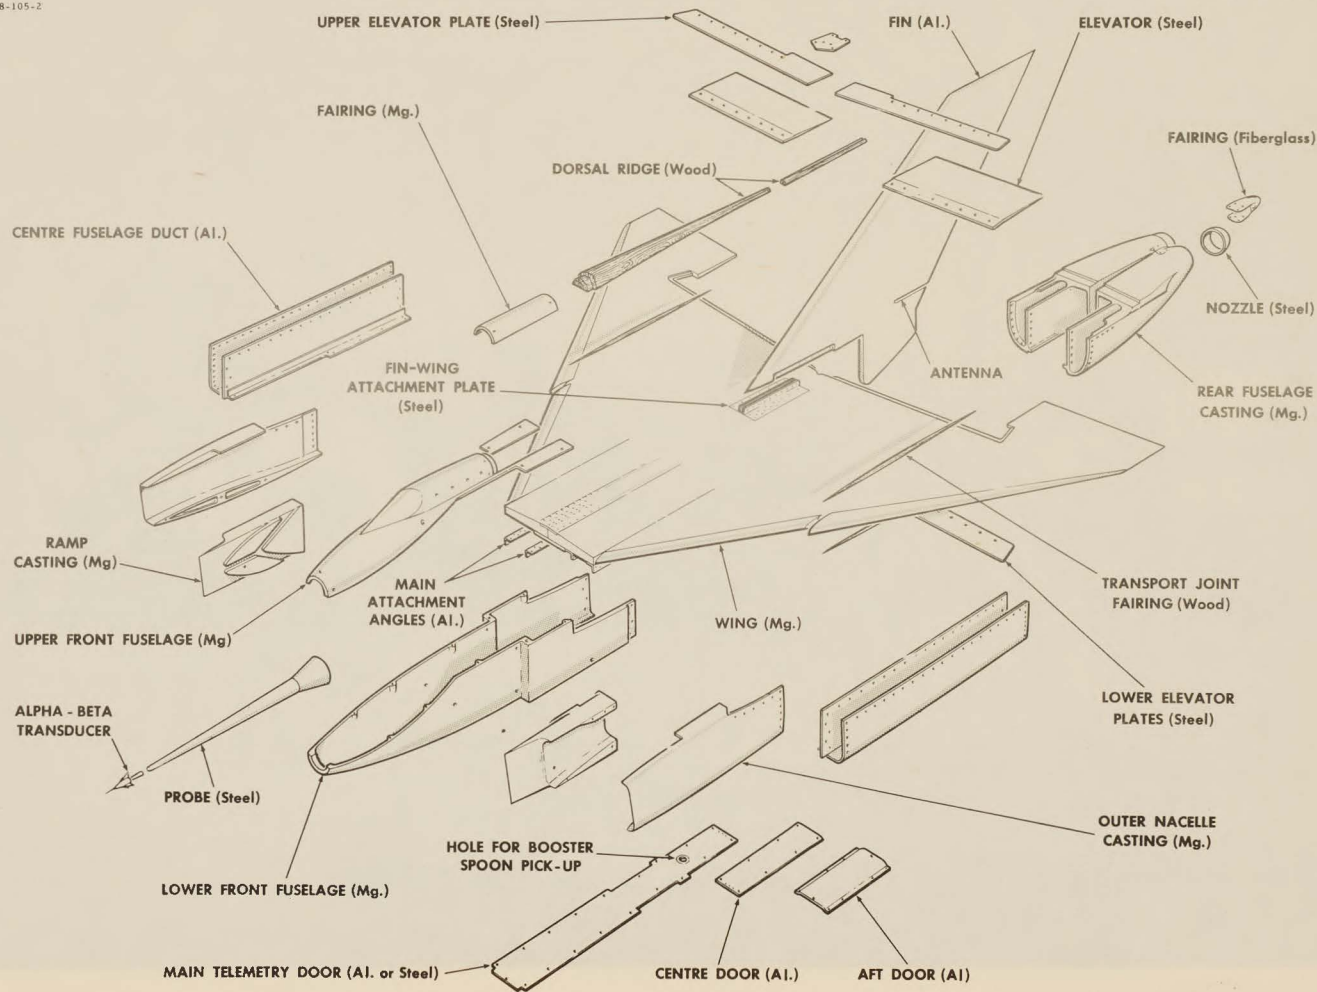 8-105-2
UPPER ELEVATOR PLATE (Steel)
FIN (Al.)
ELEVATOR (Steel)
FAIRING (Mg.)
FAIRING (Fiberglass)
DORSAL RIDGE (Wood)
CENTRE FUSELAGE DUCT (Al.)
NOZZLE (Steel)
FIN-WING
ATTACHMENT PLATE
(Steel)
ANTENNA
REAR FUSELAGE
CASTING (Mg.)
RAMP
CASTING (Mg)
MAIN
ATTACHMENT
ANGLES (Al.)
TRANSPORT JOINT
FAIRING (Wood)
WING (Mg.)
UPPER FRONT FUSELAGE (Mg)
LOWER ELEVATOR
PLATES (Steel)
ALPHA - BETA
TRANSDUCER
PROBE (Steel)
OUTER NACELLE
CASTING (Mg.)
HOLE FOR BOOSTER
SPOON PICK-UP
LOWER FRONT FUSELAGE (Mg.)
MAIN TELEMETRY DOOR (Al. or Steel)
CENTRE DOOR (Al.)
AFT DOOR (Al)